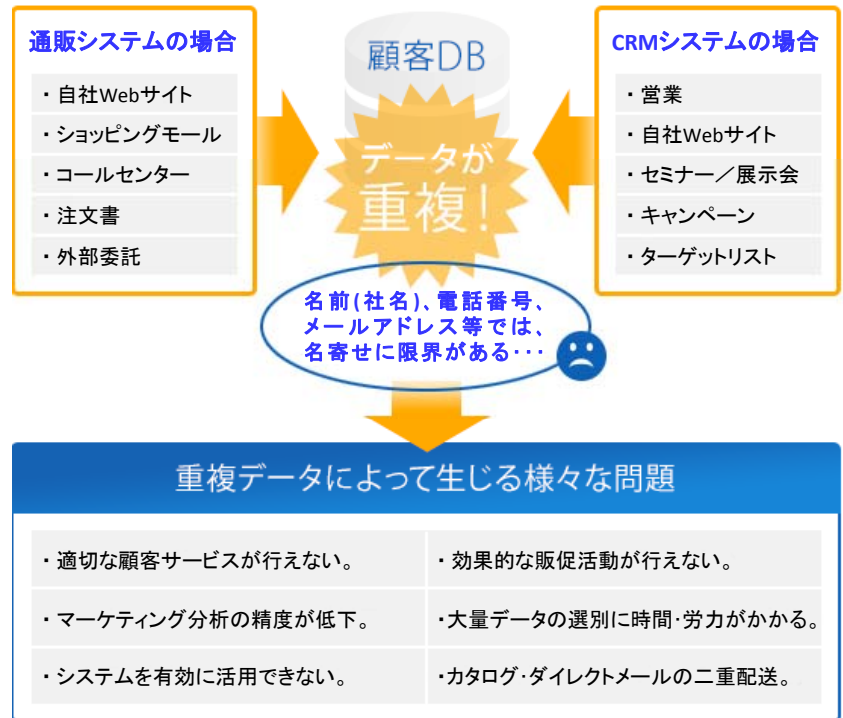 通販システムの場合
・自社Webサイト
・ショッピングモール
・コールセンター
・注文書
・外部委託
顧客DB
データが
重複!
CRMシステムの場合
・営業
・自社Webサイト
・セミナー／展示会
・キャンペーン
・ターゲットリスト
名前(社名)、電話番号、
メールアドレス等では、
名寄せに限界がある･･･
重複データによって生じる様々な問題
・適切な顧客サービスが行えない。
・効果的な販促活動が行えない。
・マーケティング分析の精度が低下。
・大量データの選別に時間･労力がかかる。
・システムを有効に活用できない。
・カタログ･ダイレクトメールの二重配送。